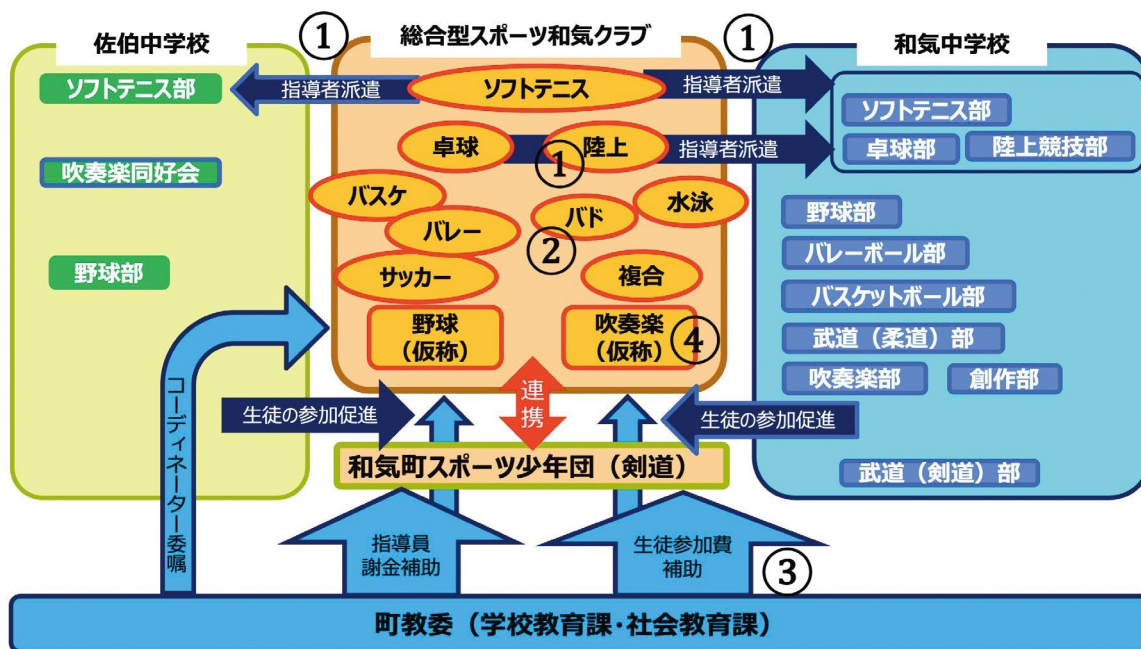 佐伯中学校
ソフトテニス部
吹奏楽同好会
野球部
①
指導者派遣
総合型スポーツ和気クラブ
ソフトテニス
卓球
①
陸上
バスケ
バレー
バド
水泳
②
サッカー
複合
野球
(仮称)
吹奏楽
(仮称)
④
①
指導者派遣
指導者派遣
和気中学校
ソフトテニス部
卓球部
陸上競技部
野球部
バレーボール部
バスケットボール部
武道(柔道)部
吹奏楽部
創作部
武道(剣道)部
コーディネーター委嘱
生徒の参加促進
連携
生徒の参加促進
和気町スポーツ少年団(剣道)
指導員
謝金補助
生徒参加費
補助
③
町教委(学校教育課・社会教育課)